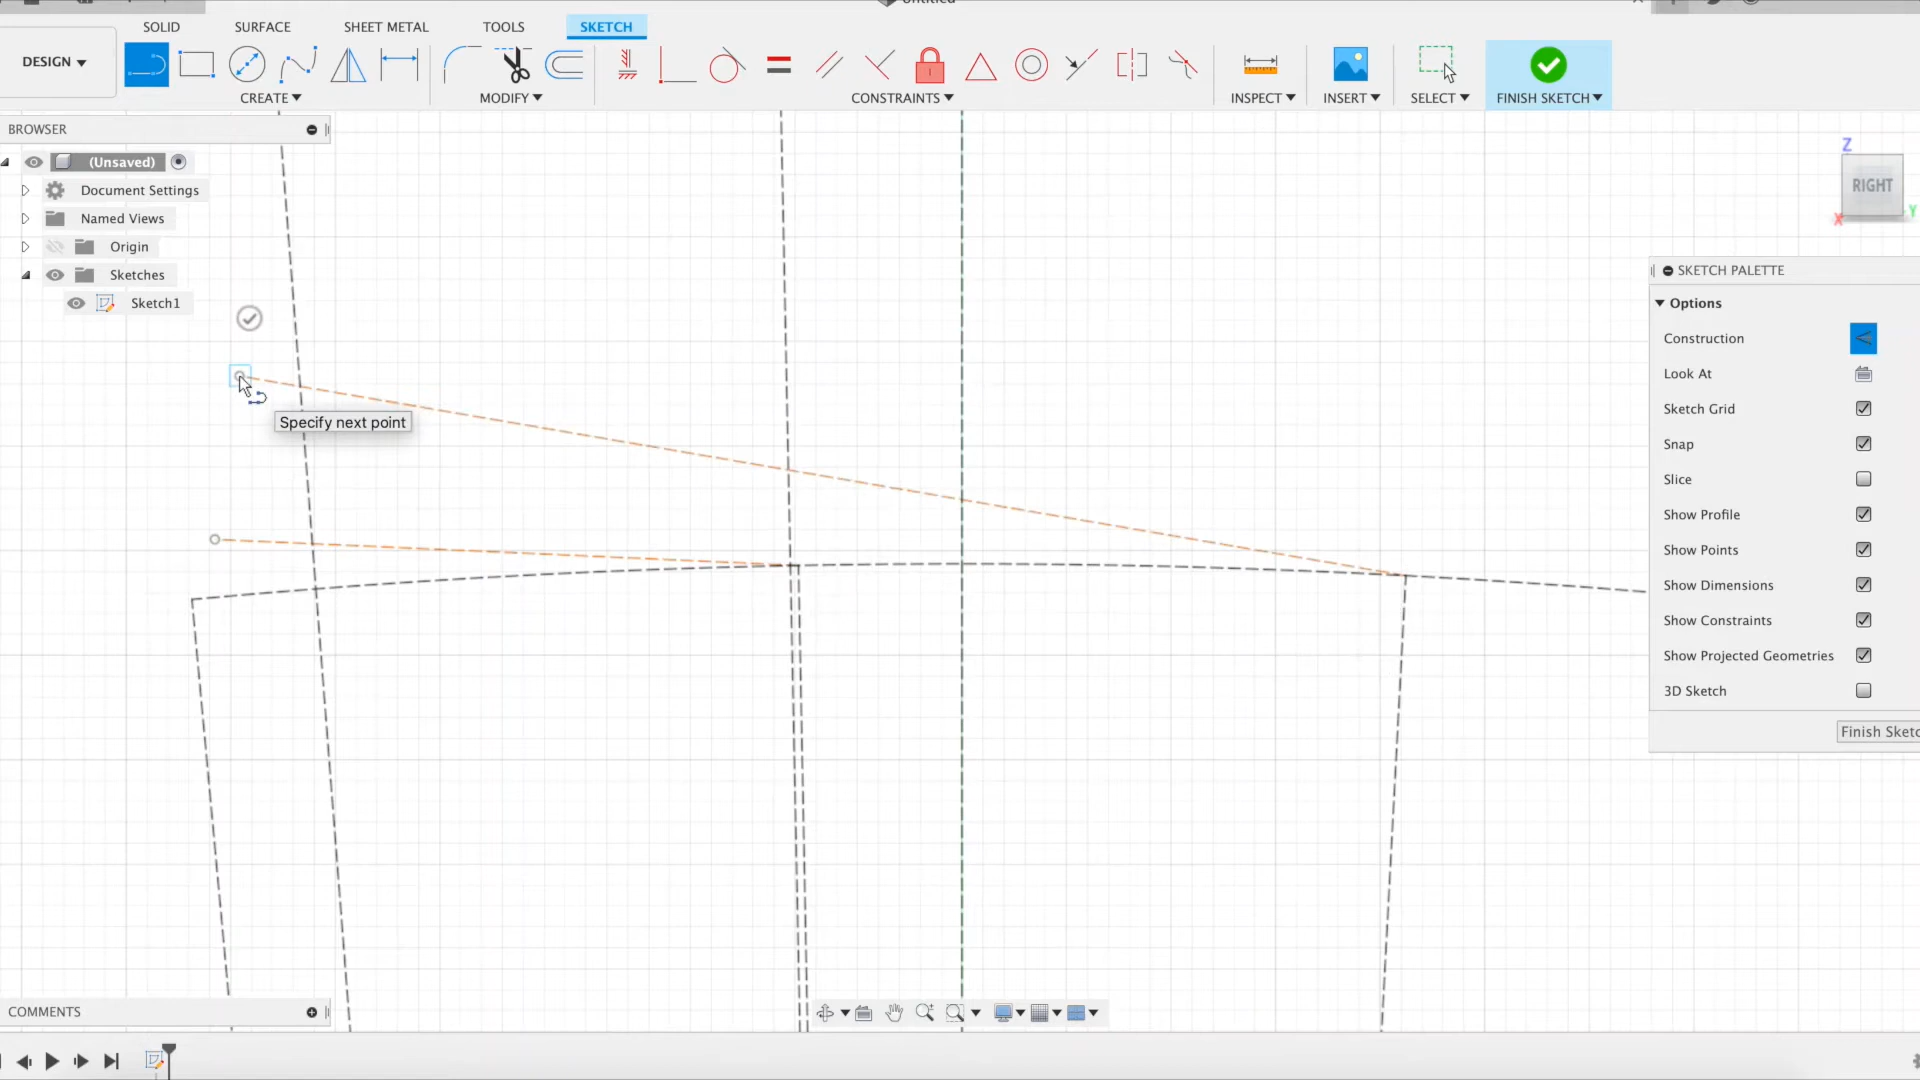 Untitled
SOLID
SURFACE
SHEET METAL
TOOLS
SKETCH
DESIGN
CREATE
MODIFY
CONSTRAINTS
INSPECT
INSERT
SELECT
FINISH SKETCH
BROWSER
(Unsaved)
Document Settings
Named Views
Origin
Sketches
Sketch1
Specify next point
Z
RIGHT
X
Y
SKETCH PALETTE
Options
Construction
Look At
Sketch Grid
Snap
Slice
Show Profile
Show Points
Show Dimensions
Show Constraints
Show Projected Geometries
3D Sketch
Finish Sketc
COMMENTS